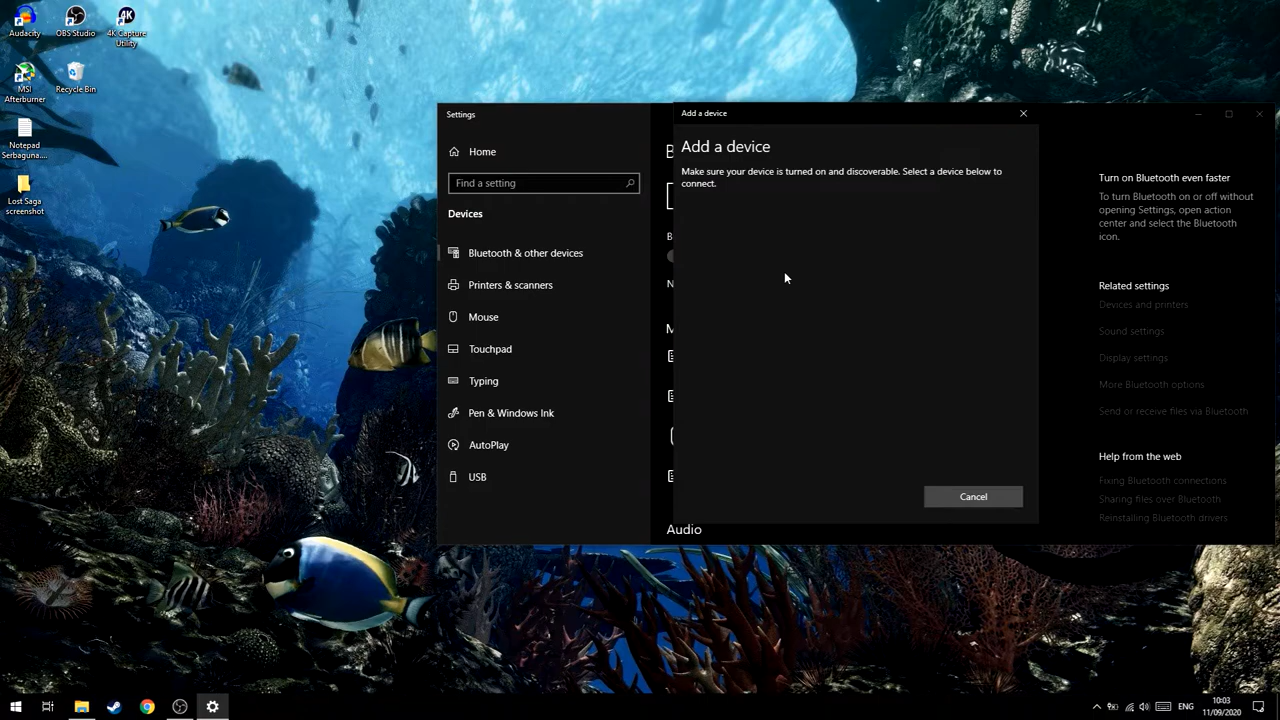 Audacity
OBS Studio
4K Capture
Utility
MSI
Afterburner
Recycle Bin
Notepad
Serbaguna....
Lost Saga
screenshot
Settings
Home
Find a setting
Devices
Bluetooth & other devices
Printers & scanners
Mouse
Touchpad
Typing
Pen & Windows Ink
AutoPlay
USB
Add a device
Add a device
Make sure your device is turned on and discoverable. Select a device below to
connect.
Cancel
B
B
N
M
Audio
Turn on Bluetooth even faster
To turn Bluetooth on or off without
opening Settings, open action
center and select the Bluetooth
icon.
Related settings
Devices and printers
Sound settings
Display settings
More Bluetooth options
Send or receive files via Bluetooth
Help from the web
Fixing Bluetooth connections
Sharing files over Bluetooth
Reinstalling Bluetooth drivers
ENG
10:03
11/09/2020